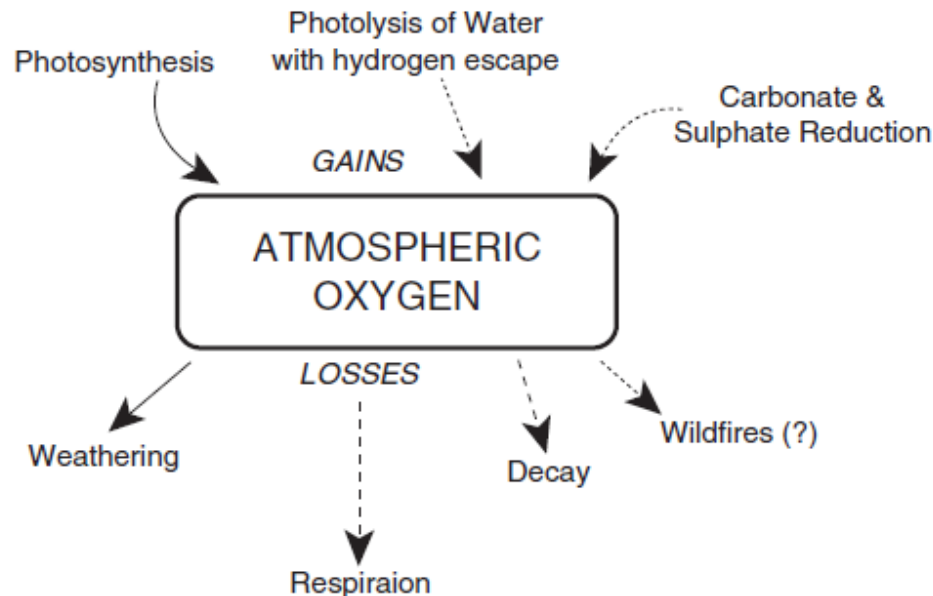 Photolysis of Water
with hydrogen escape
Photosynthesis
Carbonate &
Sulphate Reduction
GAINS
ATMOSPHERIC
OXYGEN
LOSSES
Weathering
Wildfires (?)
Decay
Respiraion